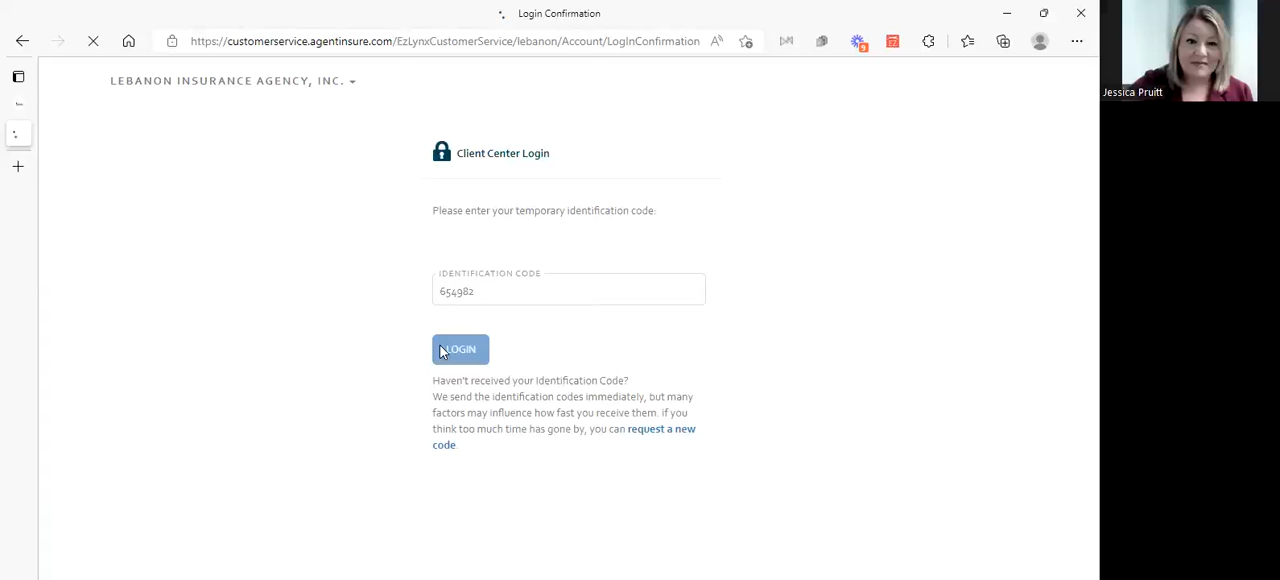 Login Confirmation
https://customerservice.agentinsure.com/EzLynxCustomerService/lebanon/Account/LogInConfirmation
9
Jessica Pruitt
LEBANON INSURANCE AGENCY, INC.
Client Center Login
Please enter your temporary identification code:
IDENTIFICATION CODE
654982
LOGIN
Haven't received your Identification Code?
We send the identification codes immediately, but many
factors may influence how fast you receive them. if you
think too much time has gone by, you can request a new
code.